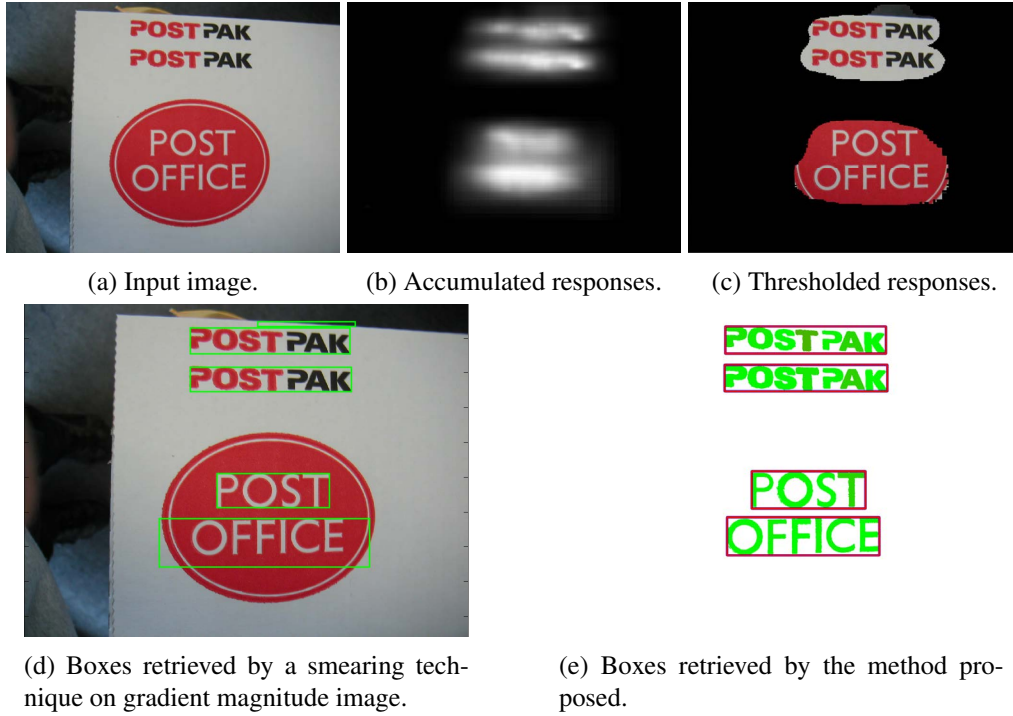 POSTPAK
POSTPAK
POST
OFFICE
POSTPAK
POSTPAK
POST
OFFICE
(a) Input image.
(b) Accumulated responses.
(c) Thresholded responses.
POSTPAK
POSTPAK
POST
OFFICE
POSTPAK
POSTPAK
POST
OFFICE
(d) Boxes retrieved by a smearing tech-
nique on gradient magnitude image.
(e) Boxes retrieved by the method pro-
posed.